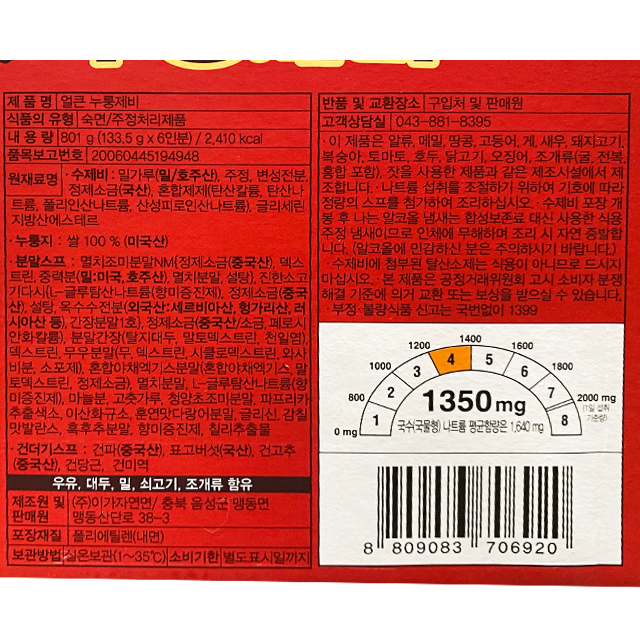 제 품 명 얼큰 누룽제비
식품의 유형 숙면/주정처리제품
내 용 량 801 g (133.5 g x 6인분) / 2,410 kcal
품목보고번호 20060445194948
원재료명 · 수제비 : 밀가루(밀/호주산), 주정, 변성전분,
정제소금(국산), 혼합제제(탄산칼륨, 탄산나
트륨, 폴리인산나트륨, 산성피로인산나트륨), 글리세린
지방산에스테르
· 누룽지 : 쌀 100 % (미국산)
· 분말스프 : 멸치조미분말NM(정제소금(중국산), 덱스
트린, 중력분(밀:미국,호주산), 멸치분말, 설탕), 진한소고
기다시(L-글루탐산나트륨(향미증진제), 정제소금(중국
산), 설탕, 옥수수전분(외국산:세르비아산, 헝가리산, 러
시아산 등), 간장분말1호), 정제소금(중국산/소금, 페로시
안화칼륨), 분말간장(탈지대두, 말토덱스트린, 천일염),
덱스트린, 무우분말(무, 덱스트린, 시클로덱스트린, 와사
비분, 소포제), 혼합야채엑기스분말(혼합야채엑기스, 말
토덱스트린, 정제소금), 멸치분말, L-글루탐산나트륨(향
미증진제), 마늘분, 고춧가루, 청양초조미분말, 파프리카
추출색소, 이산화규소, 훈연맛다랑어분말, 글리신, 감칠
맛발란스, 흑후추분말, 향미증진제, 칠리추출물
· 건더기스프 : 건파(중국산), 표고버섯(국산), 건고추
(중국산), 건당근, 건미역
우유, 대두, 밀, 쇠고기, 조개류 함유
제조원 및 판매원 (주)이가자연면/ 충북 음성군 맹동면
맹동산단로 38-3
포장재질 폴리에틸렌(내면)
보관방법 실온보관(1~35℃) 소비기한 별도표시일까지
반품 및 교환장소 구입처 및 판매원
고객상담실 043-881-8395
· 이 제품은 알류, 메밀, 땅콩, 고등어, 게, 새우, 돼지고기,
복숭아, 토마토, 호두, 닭고기, 오징어, 조개류(굴, 전복,
홍합 포함), 잣을 사용한 제품과 같은 제조시설에서 제
조합니다. · 나트륨 섭취를 조절하기 위하여 기호에 따라
정량의 스프를 첨가하여 조리하십시오. · 수제비 포장 개
봉 후 나는 알코올 냄새는 합성보존료 대신 사용한 식용
주정 냄새이므로 인체에 무해하며 조리 시 자연 증발합
니다. (알코올에 민감하신 분은 주의하시기 바랍니다.)
· 수제비에 첨부된 탈산소제는 식용이 아니므로 드시지
마십시오. · 본 제품은 공정거래위원회 고시 소비자 분쟁
해결 기준에 의거 교환 또는 보상을 받으실 수 있습니다.
· 부정·불량식품 신고는 국번없이 1399
0 mg 800 1000 1200 1400 1600 1800 2000 mg
(1일 섭취
기준량)
1 2 3 4 5 6 7 8
1350 mg
국수(국물형) 나트륨 평균함량은 1,640 mg
8 809083 706920